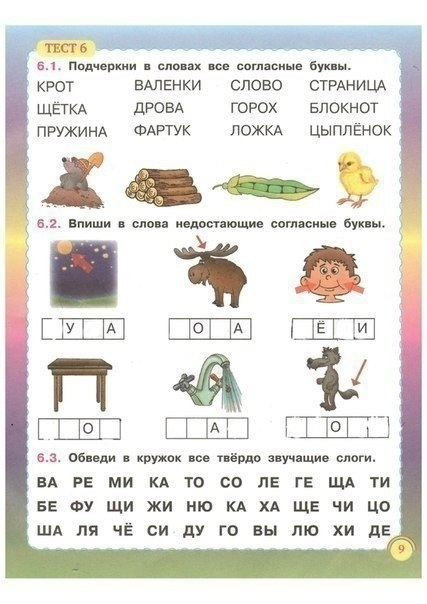 ТЕСТ 6
6.1. Подчеркни в словах все согласные буквы.
КРОТ ВАЛЕНКИ СЛОВО СТРАНИЦА
ЩЁТКА ДРОВА ГОРОХ БЛОКНОТ
ПРУЖИНА ФАРТУК ЛОЖКА ЦЫПЛЁНОК
6.2. Впиши в слова недостающие согласные буквы.
У А О А Ё И
О А О
6.3. Обведи в кружок все твёрдо звучащие слоги.
ВА РЕ МИ КА ТО СО ЛЕ ГЕ ЩА ТИ
БЕ ФУ ЩИ ЖИ НЮ КА ХА ЩЕ ЧИ ЦО
ША ЛЯ ЧЁ СИ ДУ ГО ВЫ ЛЮ ХИ ДЕ
9